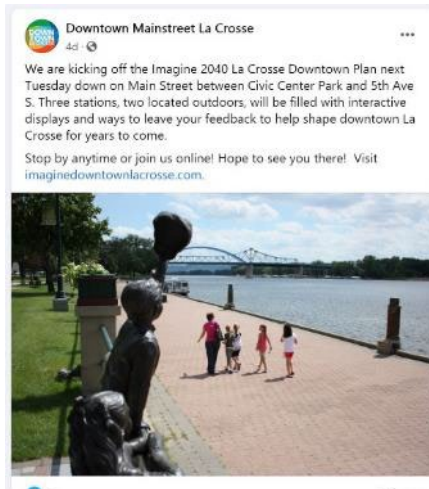 DOWN
TOWN
Downtown Mainstreet La Crosse
4d ·
We are kicking off the Imagine 2040 La Crosse Downtown Plan next
Tuesday down on Main Street between Civic Center Park and 5th Ave
S. Three stations, two located outdoors, will be filled with interactive
displays and ways to leave your feedback to help shape downtown La
Crosse for years to come.
Stop by anytime or join us online! Hope to see you there! Visit
imaginedowntownlacrosse.com.